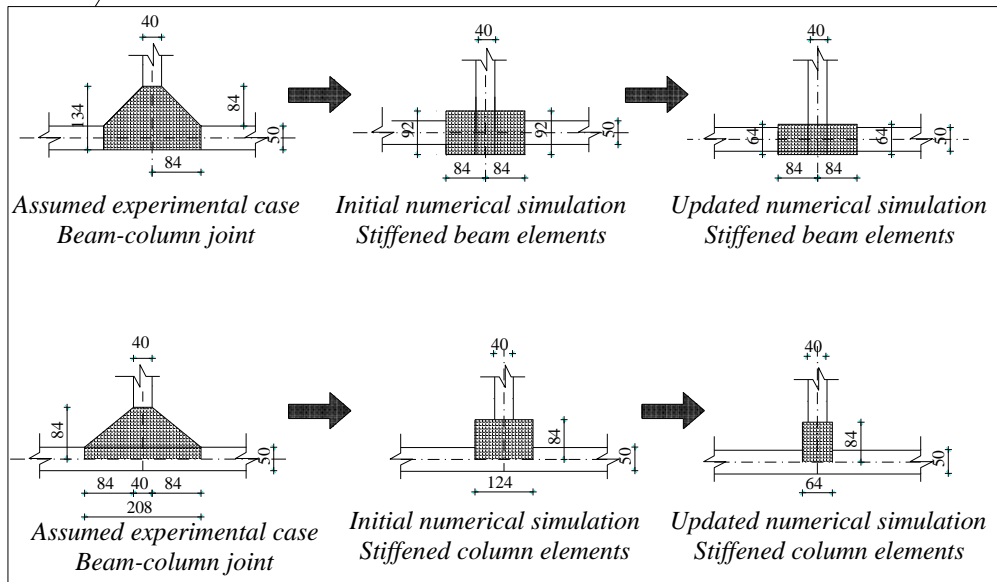 40
40
40
134
84
50
84
92
92
50
84
84
64
64
50
84
84
Assumed experimental case
Beam-column joint
Initial numerical simulation
Stiffened beam elements
Updated numerical simulation
Stiffened beam elements
40
40
40
84
50
84
40
84
208
84
50
124
84
50
64
Assumed experimental case
Beam-column joint
Initial numerical simulation
Stiffened column elements
Updated numerical simulation
Stiffened column elements